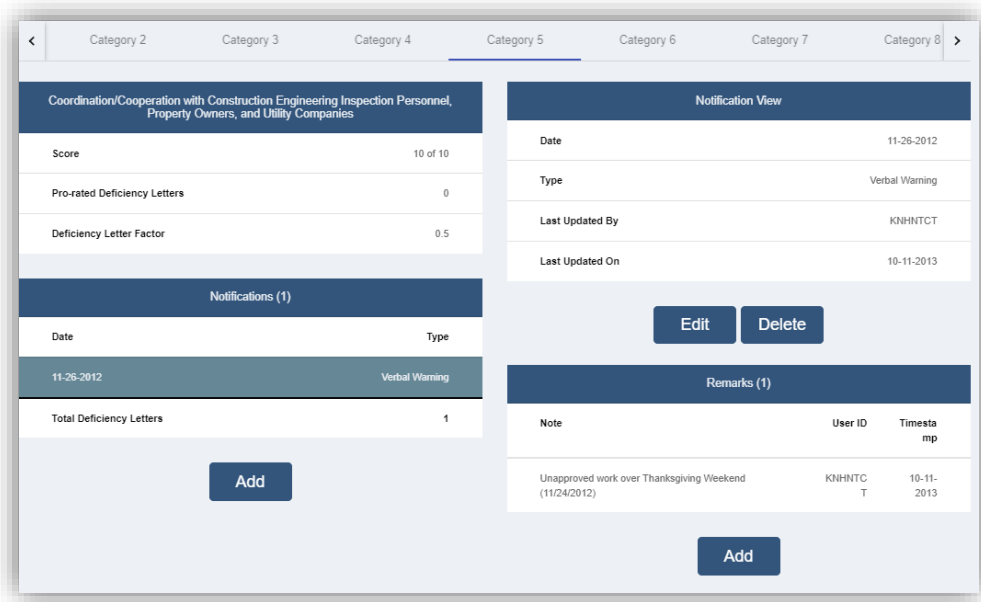 Category 2 Category 3 Category 4 Category 5 Category 6 Category 7 Category 8
Coordination/Cooperation with Construction Engineering Inspection Personnel,
Property Owners, and Utility Companies
Score 10 of 10
Pro-rated Deficiency Letters 0
Deficiency Letter Factor 0.5
Notifications (1)
Date Type
11-26-2012 Verbal Warning
Total Deficiency Letters 1
Add
Notification View
Date 11-26-2012
Type Verbal Warning
Last Updated By KNHNTCT
Last Updated On 10-11-2013
Edit Delete
Remarks (1)
Note User ID Timesta
mp
Unapproved work over Thanksgiving Weekend KNHNTC 10-11-
(11/24/2012) T 2013
Add